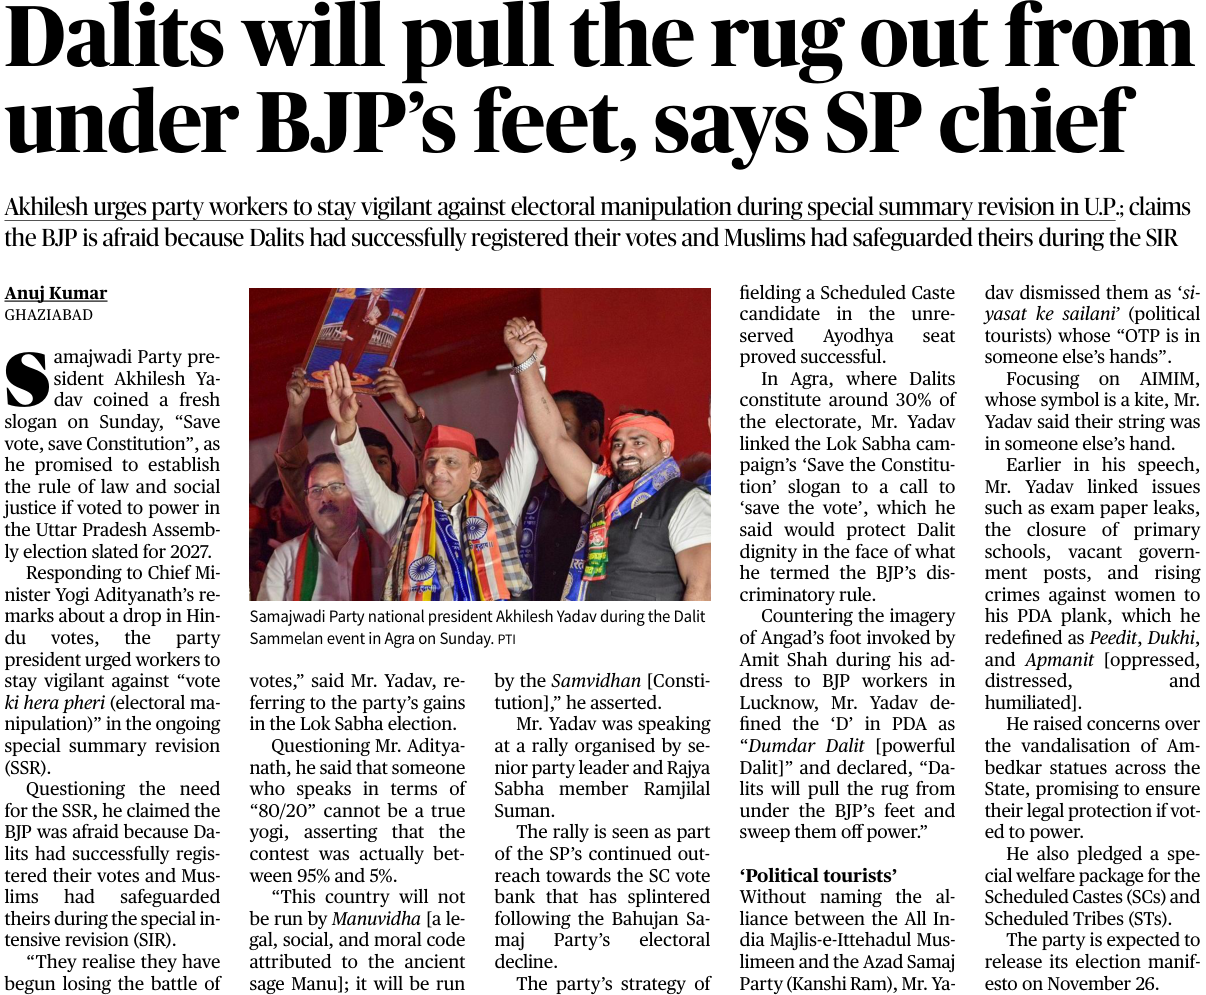 Dalits will pull the rug out from
under BJP’s feet, says SP chief
Akhilesh urges party workers to stay vigilant against electoral manipulation during special summary revision in U.P.; claims
the BJP is afraid because Dalits had successfully registered their votes and Muslims had safeguarded theirs during the SIR
Anuj Kumar
GHAZIABAD
Samajwadi Party pre-
sident Akhilesh Ya-
dav coined a fresh
slogan on Sunday, “Save
vote, save Constitution”, as
he promised to establish
the rule of law and social
justice if voted to power in
the Uttar Pradesh Assemb-
ly election slated for 2027.
Responding to Chief Mi-
nister Yogi Adityanath’s re-
marks about a drop in Hin-
du votes, the party
president urged workers to
stay vigilant against “vote
ki hera pheri (electoral ma-
nipulation)” in the ongoing
special summary revision
(SSR).
Questioning the need
for the SSR, he claimed the
BJP was afraid because Da-
lits had successfully regis-
tered their votes and Mus-
lims had safeguarded
theirs during the special in-
tensive revision (SIR).
“They realise they have
begun losing the battle of
Samajwadi Party national president Akhilesh Yadav during the Dalit
Sammelan event in Agra on Sunday. PTI
votes,” said Mr. Yadav, re-
ferring to the party’s gains
in the Lok Sabha election.
Questioning Mr. Aditya-
nath, he said that someone
who speaks in terms of
“80/20” cannot be a true
yogi, asserting that the
contest was actually bet-
ween 95% and 5%.
“This country will not
be run by Manuvidha [a le-
gal, social, and moral code
attributed to the ancient
sage Manu]; it will be run
by the Samvidhan [Consti-
tution],” he asserted.
Mr. Yadav was speaking
at a rally organised by se-
nior party leader and Rajya
Sabha member Ramjilal
Suman.
The rally is seen as part
of the SP’s continued out-
reach towards the SC vote
bank that has splintered
following the Bahujan Sa-
maj Party’s electoral
decline.
The party’s strategy of
fielding a Scheduled Caste
candidate in the unre-
served Ayodhya seat
proved successful.
In Agra, where Dalits
constitute around 30% of
the electorate, Mr. Yadav
linked the Lok Sabha cam-
paign’s ‘Save the Constitu-
tion’ slogan to a call to
‘save the vote’, which he
said would protect Dalit
dignity in the face of what
he termed the BJP’s dis-
criminatory rule.
Countering the imagery
of Angad’s foot invoked by
Amit Shah during his ad-
dress to BJP workers in
Lucknow, Mr. Yadav de-
fined the ‘D’ in PDA as
“Dumdar Dalit [powerful
Dalit]” and declared, “Da-
lits will pull the rug from
under the BJP’s feet and
sweep them off power.”
‘Political tourists’
Without naming the al-
liance between the All In-
dia Majlis-e-Ittehadul Mus-
limeen and the Azad Samaj
Party (Kanshi Ram), Mr. Ya-
dav dismissed them as ‘si-
yasat ke sailani’ (political
tourists) whose “OTP is in
someone else’s hands”.
Focusing on AIMIM,
whose symbol is a kite, Mr.
Yadav said their string was
in someone else’s hand.
Earlier in his speech,
Mr. Yadav linked issues
such as exam paper leaks,
the closure of primary
schools, vacant govern-
ment posts, and rising
crimes against women to
his PDA plank, which he
redefined as Peedit, Dukhi,
and Apmanit [oppressed,
distressed, and
humiliated].
He raised concerns over
the vandalisation of Am-
bedkar statues across the
State, promising to ensure
their legal protection if vot-
ed to power.
He also pledged a spe-
cial welfare package for the
Scheduled Castes (SCs) and
Scheduled Tribes (STs).
The party is expected to
release its election manif-
esto on November 26.